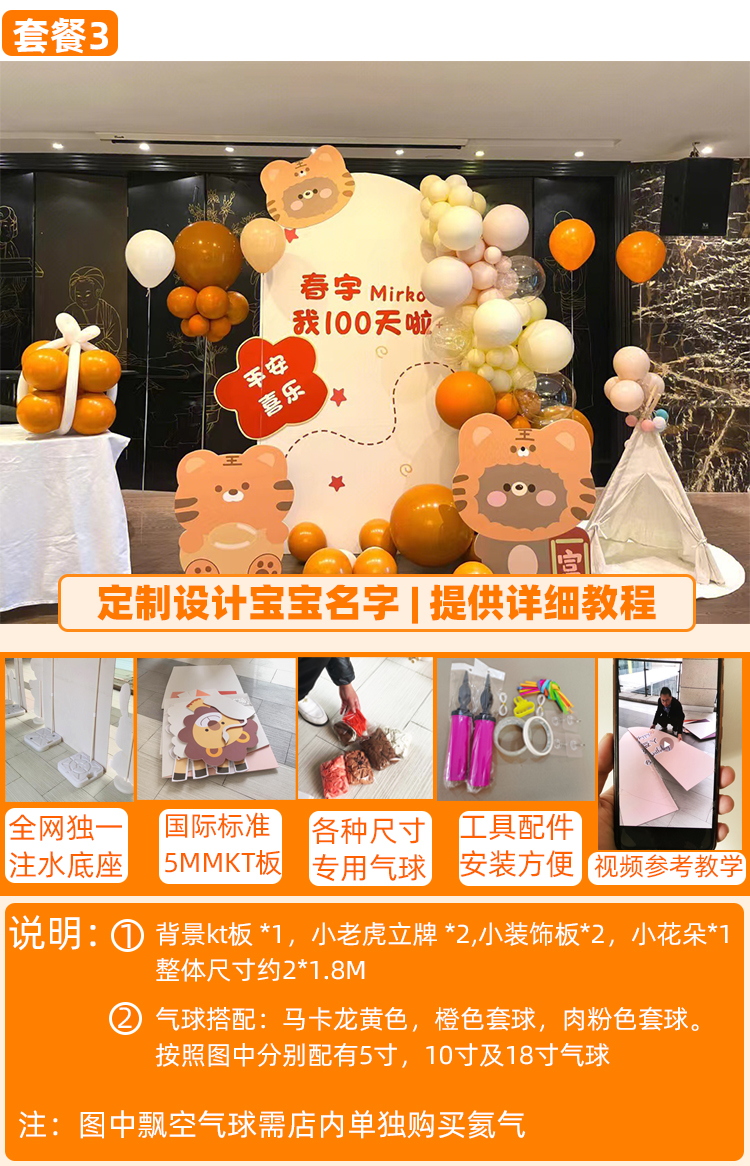 套餐3
王
春字 Mirko
我100天啦
平安
喜乐
王
王
富
定制设计宝宝名字 | 提供详细教程
全网独一
注水底座
国际标准
5MMKT板
各种尺寸
专用气球
工具配件
安装方便
视频参考教学
说明：① 背景kt板 *1，小老虎立牌 *2,小装饰板*2，小花朵*1
整体尺寸约2*1.8M
② 气球搭配：马卡龙黄色，橙色套球，肉粉色套球。
按照图中分别配有5寸，10寸及18寸气球
注：图中飘空气球需店内单独购买氦气